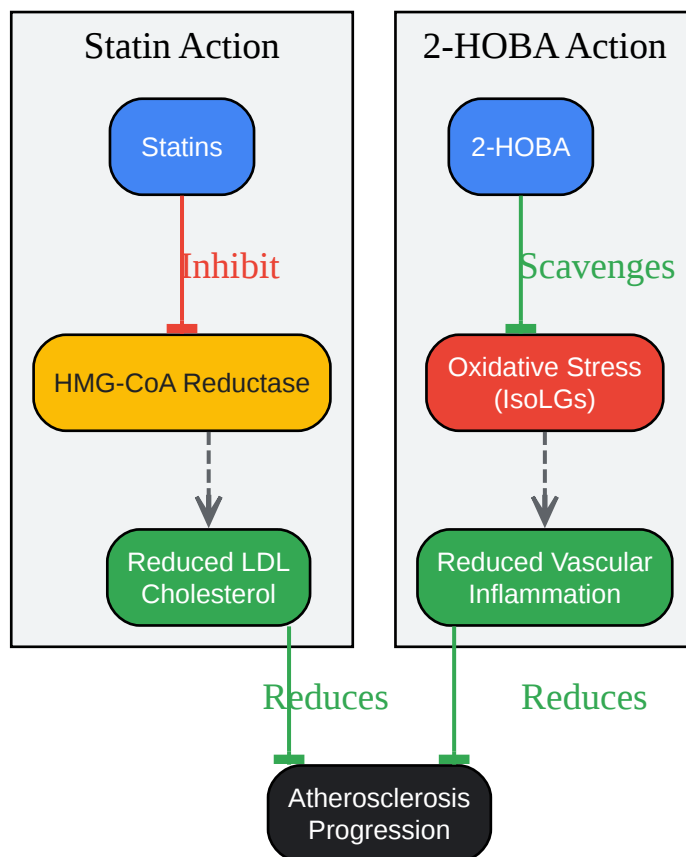 Statin Action
Statins
Inhibit
HMG-CoA Reductase
Reduced LDL
Cholesterol
2-HOBA Action
2-HOBA
Scavenges
Oxidative Stress
(IsoLGs)
Reduced Vascular
Inflammation
Reduces
Reduces
Atherosclerosis
Progression